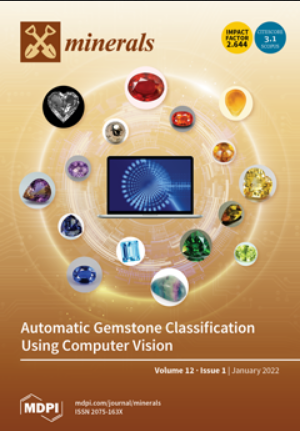 minerals
IMPACT
FACTOR
2.644
CITESCORE
3.1
SCOPUS
Automatic Gemstone Classification
Using Computer Vision
Volume 12 · Issue 1 | January 2022
MDPI
mdpi.com/journal/minerals
ISSN 2075-163X